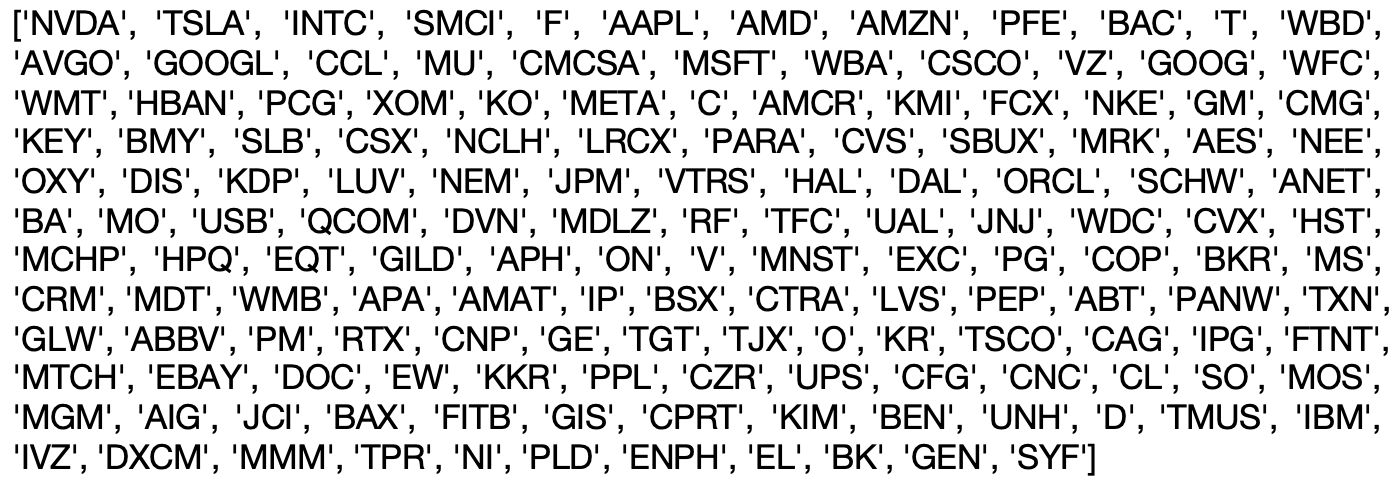 ['NVDA', 'TSLA', 'INTC', 'SMCI', 'F', 'AAPL', 'AMD', 'AMZN', 'PFE', 'BAC', 'T', 'WBD',
'AVGO', 'GOOGL', 'CCL', 'MU', 'CMCSA', 'MSFT', 'WBA', 'CSCO', 'VZ', 'GOOG', 'WFC',
'WMT', 'HBAN', 'PCG', 'XOM', 'KO', 'META', 'C', 'AMCR', 'KMI', 'FCX', 'NKE', 'GM', 'CMG',
'KEY', 'BMY', 'SLB', 'CSX', 'NCLH', 'LRCX', 'PARA', 'CVS', 'SBUX', 'MRK', 'AES', 'NEE',
'OXY', 'DIS', 'KDP', 'LUV', 'NEM', 'JPM', 'VTRS', 'HAL', 'DAL', 'ORCL', 'SCHW', 'ANET',
'BA', 'MO', 'USB', 'QCOM', 'DVN', 'MDLZ', 'RF', 'TFC', 'UAL', 'JNJ', 'WDC', 'CVX', 'HST',
'MCHP', 'HPQ', 'EQT', 'GILD', 'APH', 'ON', 'V', 'MNST', 'EXC', 'PG', 'COP', 'BKR', 'MS',
'CRM', 'MDT', 'WMB', 'APA', 'AMAT', 'IP', 'BSX', 'CTRA', 'LVS', 'PEP', 'ABT', 'PANW', 'TXN',
'GLW', 'ABBV', 'PM', 'RTX', 'CNP', 'GE', 'TGT', 'TJX', 'O', 'KR', 'TSCO', 'CAG', 'IPG', 'FTNT',
'MTCH', 'EBAY', 'DOC', 'EW', 'KKR', 'PPL', 'CZR', 'UPS', 'CFG', 'CNC', 'CL', 'SO', 'MOS',
'MGM', 'AIG', 'JCI', 'BAX', 'FITB', 'GIS', 'CPRT', 'KIM', 'BEN', 'UNH', 'D', 'TMUS', 'IBM',
'IVZ', 'DXCM', 'MMM', 'TPR', 'NI', 'PLD', 'ENPH', 'EL', 'BK', 'GEN', 'SYF']